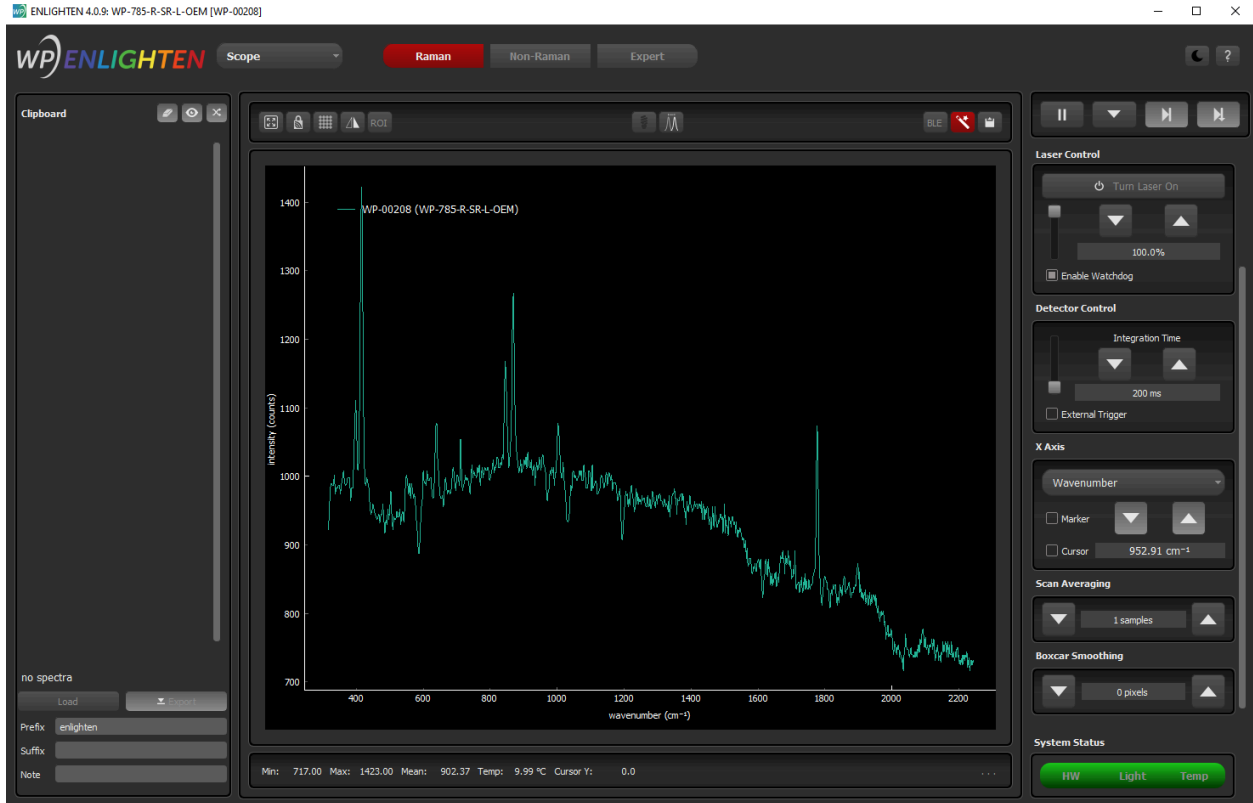 ENLIGHTEN 4.0.9: WP-785-R-SR-L-OEM [WP-00208]
WP ENLIGHTEN
Scope
Raman Non-Raman Expert
?
Clipboard
no spectra
Load Export
Prefix enlighten
Suffix
Note
ROI
BLE
WP-00208 (WP-785-R-SR-L-OEM)
intensity (counts)
1400
1300
1200
1100
1000
900
800
700
400 600 800 1000 1200 1400 1600 1800 2000 2200
wavenumber (cm⁻¹)
Min: 717.00 Max: 1423.00 Mean: 902.37 Temp: 9.99 ºC Cursor Y: 0.0
...
Laser Control
Turn Laser On
100.0%
Enable Watchdog
Detector Control
Integration Time
200 ms
External Trigger
X Axis
Wavenumber
Marker
Cursor 952.91 cm⁻¹
Scan Averaging
1 samples
Boxcar Smoothing
0 pixels
System Status
HW Light Temp